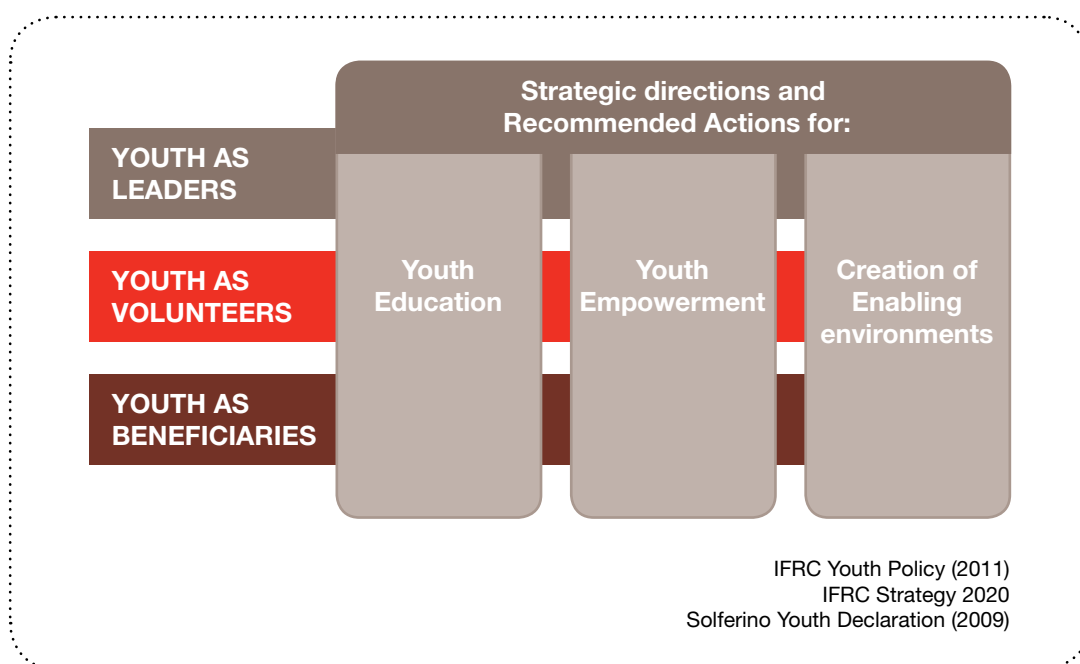 Strategic directions and
Recommended Actions for:
YOUTH AS
LEADERS
YOUTH AS
VOLUNTEERS
YOUTH AS
BENEFICIARIES
Youth
Education
Youth
Empowerment
Creation of
Enabling
environments
IFRC Youth Policy (2011)
IFRC Strategy 2020
Solferino Youth Declaration (2009)